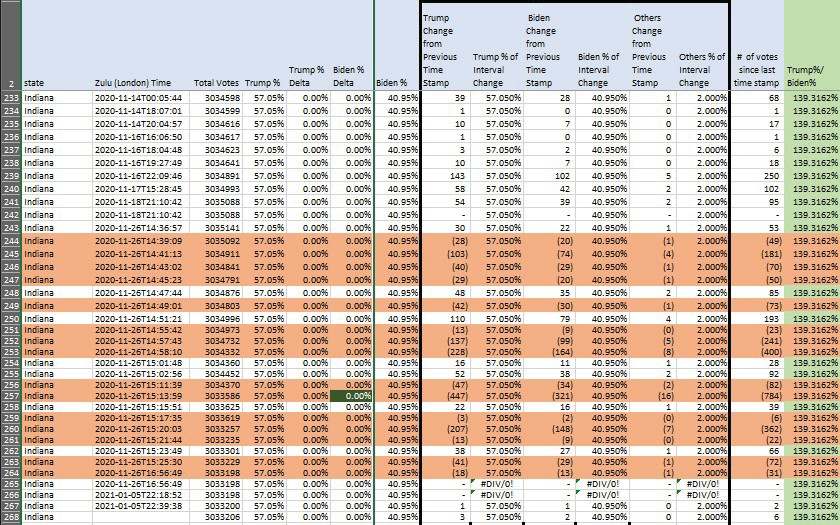 Trump Change from Previous Time Stamp
Biden Change from Previous Time Stamp
Others Change from Previous Time Stamp
2 state Zulu (London) Time Total Votes Trump % Trump % Delta Biden % Delta Biden % Trump % of Interval Change Biden % of Interval Change Others % of Interval Change # of votes since last time stamp Trump%/ Biden%
233 Indiana 2020-11-14T00:05:44 3034598 57.05% 0.00% 0.00% 40.95% 39 57.050% 28 40.950% 1 2.000% 68 139.3162%
234 Indiana 2020-11-14T18:07:01 3034599 57.05% 0.00% 0.00% 40.95% 1 57.050% 0 40.950% 0 2.000% 1 139.3162%
235 Indiana 2020-11-14T20:04:57 3034616 57.05% 0.00% 0.00% 40.95% 10 57.050% 7 40.950% 0 2.000% 17 139.3162%
236 Indiana 2020-11-16T16:06:50 3034617 57.05% 0.00% 0.00% 40.95% 1 57.050% 0 40.950% 0 2.000% 1 139.3162%
237 Indiana 2020-11-16T18:04:48 3034623 57.05% 0.00% 0.00% 40.95% 3 57.050% 2 40.950% 0 2.000% 6 139.3162%
238 Indiana 2020-11-16T19:27:49 3034641 57.05% 0.00% 0.00% 40.95% 10 57.050% 7 40.950% 0 2.000% 18 139.3162%
239 Indiana 2020-11-16T22:09:46 3034891 57.05% 0.00% 0.00% 40.95% 143 57.050% 102 40.950% 5 2.000% 250 139.3162%
240 Indiana 2020-11-17T15:28:45 3034993 57.05% 0.00% 0.00% 40.95% 58 57.050% 42 40.950% 2 2.000% 102 139.3162%
241 Indiana 2020-11-18T21:10:42 3035088 57.05% 0.00% 0.00% 40.95% 54 57.050% 39 40.950% 2 2.000% 95 139.3162%
242 Indiana 2020-11-18T21:10:42 3035088 57.05% 0.00% 0.00% 40.95% - - - - - - - 139.3162%
243 Indiana 2020-11-26T14:36:57 3035141 57.05% 0.00% 0.00% 40.95% 30 57.050% 22 40.950% 1 2.000% 53 139.3162%
244 Indiana 2020-11-26T14:39:09 3035092 57.05% 0.00% 0.00% 40.95% (28) 57.050% (20) 40.950% (1) 2.000% (49) 139.3162%
245 Indiana 2020-11-26T14:41:13 3034911 57.05% 0.00% 0.00% 40.95% (103) 57.050% (74) 40.950% (4) 2.000% (181) 139.3162%
246 Indiana 2020-11-26T14:43:02 3034841 57.05% 0.00% 0.00% 40.95% (40) 57.050% (29) 40.950% (1) 2.000% (70) 139.3162%
247 Indiana 2020-11-26T14:45:23 3034791 57.05% 0.00% 0.00% 40.95% (29) 57.050% (20) 40.950% (1) 2.000% (50) 139.3162%
248 Indiana 2020-11-26T14:47:44 3034876 57.05% 0.00% 0.00% 40.95% 48 57.050% 35 40.950% 2 2.000% 85 139.3162%
249 Indiana 2020-11-26T14:49:01 3034803 57.05% 0.00% 0.00% 40.95% (42) 57.050% (30) 40.950% (1) 2.000% (73) 139.3162%
250 Indiana 2020-11-26T14:51:21 3034996 57.05% 0.00% 0.00% 40.95% 110 57.050% 79 40.950% 4 2.000% 193 139.3162%
251 Indiana 2020-11-26T14:55:42 3034973 57.05% 0.00% 0.00% 40.95% (13) 57.050% (9) 40.950% (0) 2.000% (23) 139.3162%
252 Indiana 2020-11-26T14:57:43 3034732 57.05% 0.00% 0.00% 40.95% (137) 57.050% (99) 40.950% (5) 2.000% (241) 139.3162%
253 Indiana 2020-11-26T14:58:10 3034332 57.05% 0.00% 0.00% 40.95% (228) 57.050% (164) 40.950% (8) 2.000% (400) 139.3162%
254 Indiana 2020-11-26T15:01:48 3034360 57.05% 0.00% 0.00% 40.95% 16 57.050% 11 40.950% 1 2.000% 28 139.3162%
255 Indiana 2020-11-26T15:02:56 3034452 57.05% 0.00% 0.00% 40.95% 52 57.050% 38 40.950% 2 2.000% 92 139.3162%
256 Indiana 2020-11-26T15:11:39 3034370 57.05% 0.00% 0.00% 40.95% (47) 57.050% (34) 40.950% (2) 2.000% (82) 139.3162%
257 Indiana 2020-11-26T15:13:59 3033586 57.05% 0.00% 0.00% 40.95% (447) 57.050% (321) 40.950% (16) 2.000% (784) 139.3162%
258 Indiana 2020-11-26T15:15:51 3033625 57.05% 0.00% 0.00% 40.95% 22 57.050% 16 40.950% 1 2.000% 39 139.3162%
259 Indiana 2020-11-26T15:17:35 3033619 57.05% 0.00% 0.00% 40.95% (3) 57.050% (2) 40.950% (0) 2.000% (6) 139.3162%
260 Indiana 2020-11-26T15:20:03 3033257 57.05% 0.00% 0.00% 40.95% (207) 57.050% (148) 40.950% (7) 2.000% (362) 139.3162%
261 Indiana 2020-11-26T15:21:44 3033235 57.05% 0.00% 0.00% 40.95% (13) 57.050% (9) 40.950% (0) 2.000% (22) 139.3162%
262 Indiana 2020-11-26T15:23:49 3033301 57.05% 0.00% 0.00% 40.95% 38 57.050% 27 40.950% 1 2.000% 66 139.3162%
263 Indiana 2020-11-26T15:25:30 3033229 57.05% 0.00% 0.00% 40.95% (41) 57.050% (29) 40.950% (1) 2.000% (72) 139.3162%
264 Indiana 2020-11-26T16:56:49 3033198 57.05% 0.00% 0.00% 40.95% (18) 57.050% (13) 40.950% (1) 2.000% (31) 139.3162%
265 Indiana 2020-11-26T16:56:49 3033198 57.05% 0.00% 0.00% 40.95% - #DIV/0! - #DIV/0! - #DIV/0! - 139.3162%
266 Indiana 2021-01-05T22:18:52 3033198 57.05% 0.00% 0.00% 40.95% - #DIV/0! - #DIV/0! - #DIV/0! - 139.3162%
267 Indiana 2021-01-05T22:39:38 3033200 57.05% 0.00% 0.00% 40.95% 1 57.050% 1 40.950% 0 2.000% 2 139.3162%
268 Indiana 3033206 57.05% 0.00% 0.00% 40.95% 3 57.050% 2 40.950% 0 2.000% 6 139.3162%